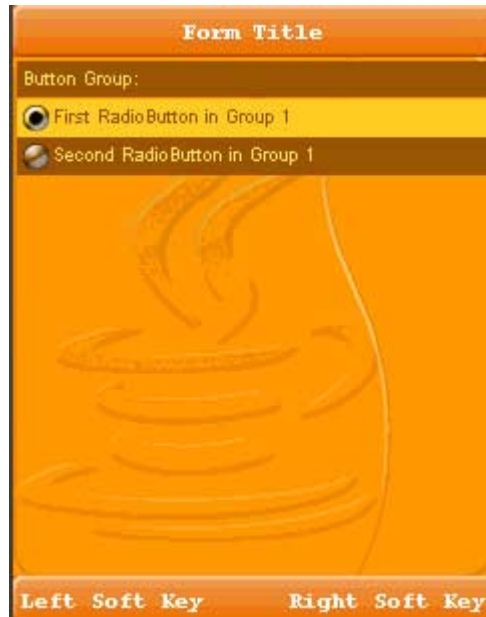 Form Title
Button Group:
First RadioButton in Group 1
Second RadioButton in Group 1
Left Soft Key Right Soft Key